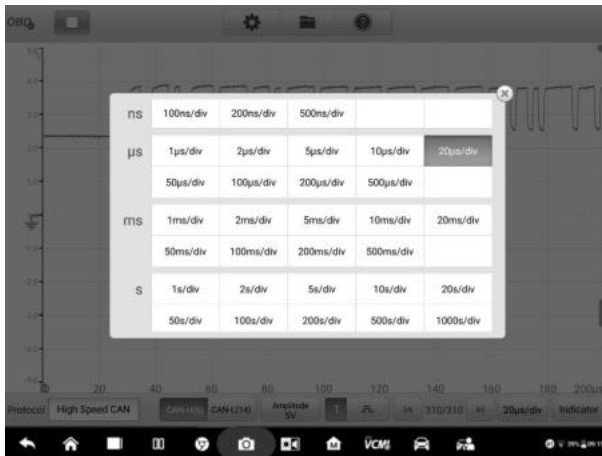 OBD
ns 100ns/div 200ns/div 500ns/div
μs 1μs/div 2μs/div 5μs/div 10μs/div 20μs/div
50μs/div 100μs/div 200μs/div 500μs/div
ms 1ms/div 2ms/div 5ms/div 10ms/div 20ms/div
50ms/div 100ms/div 200ms/div 500ms/div
s 1s/div 2s/div 5s/div 10s/div 20s/div
50s/div 100s/div 200s/div 500s/div 1000s/div
0 20 40 60 80 100 120 140 160 180 200μs
Protocol High Speed CAN CAN-H(6) CAN-L(14) Amplitude 5V 310/310 20μs/div Indicator
VCMI